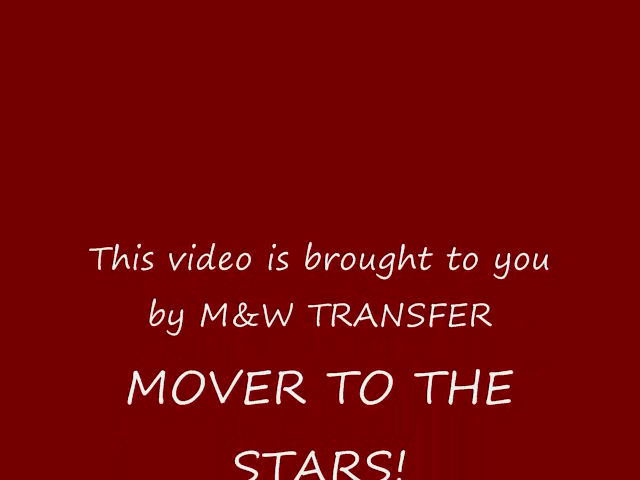 This video is brought to you
by M&W TRANSFER
MOVER TO THE
STARS!